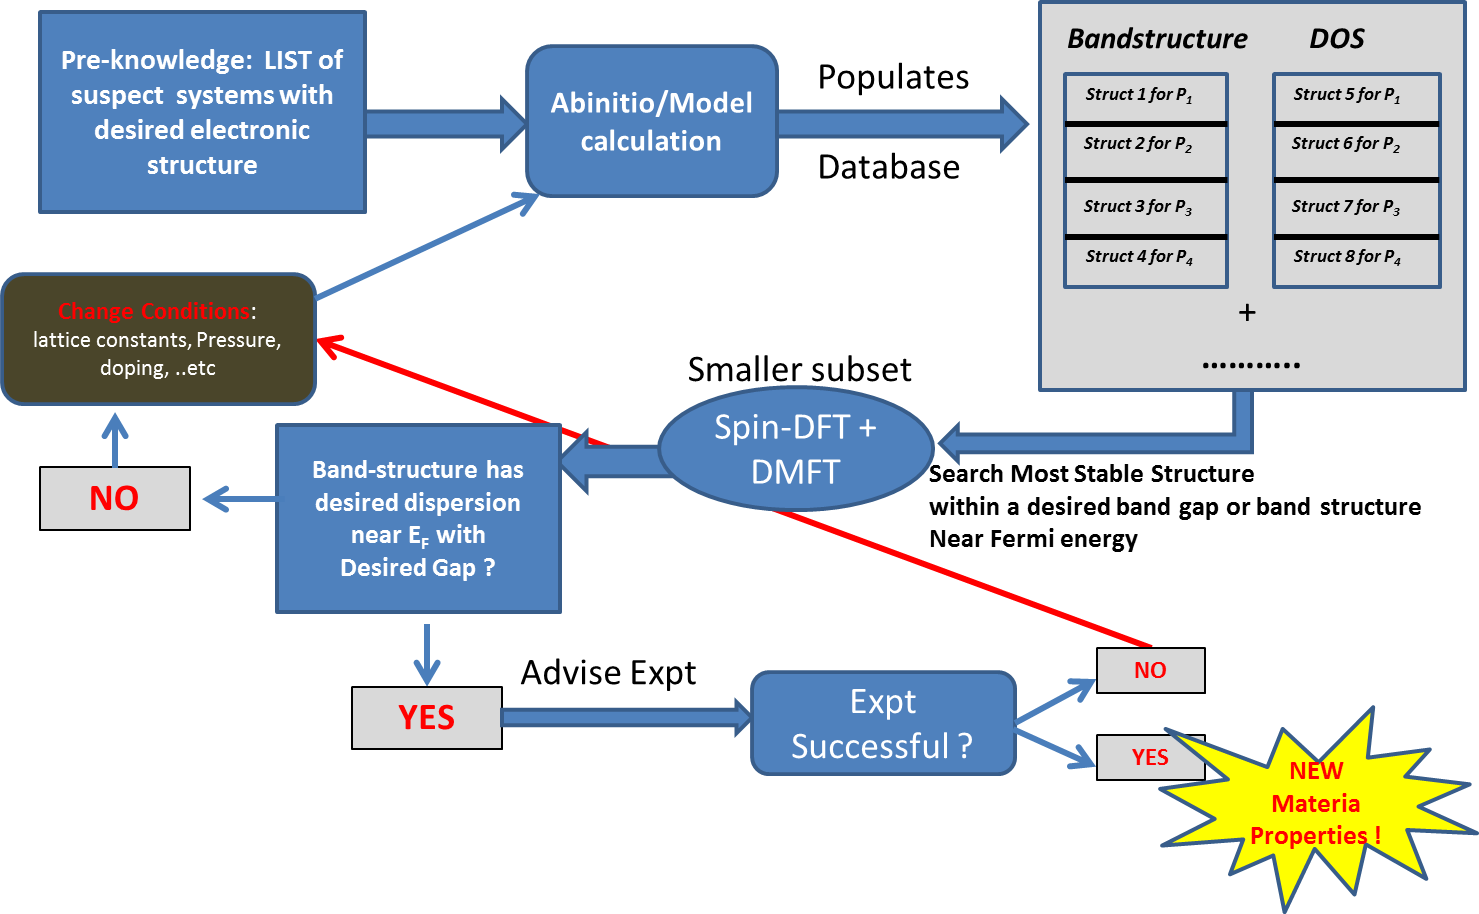 Pre-knowledge: LIST of
suspect systems with
desired electronic
structure
Abinitio/Model
calculation
Populates
Database
Bandstructure
DOS
Struct 1 for P1
Struct 2 for P2
Struct 3 for P3
Struct 4 for P4
Struct 5 for P1
Struct 6 for P2
Struct 7 for P3
Struct 8 for P4
+
...........
Change Conditions:
lattice constants, Pressure,
doping, ..etc
Smaller subset
Spin-DFT +
DMFT
Search Most Stable Structure
within a desired band gap or band structure
Near Fermi energy
Band-structure has
desired dispersion
near EF with
Desired Gap ?
NO
YES
Advise Expt
Expt
Successful ?
NO
YES
NEW
Materia
Properties !